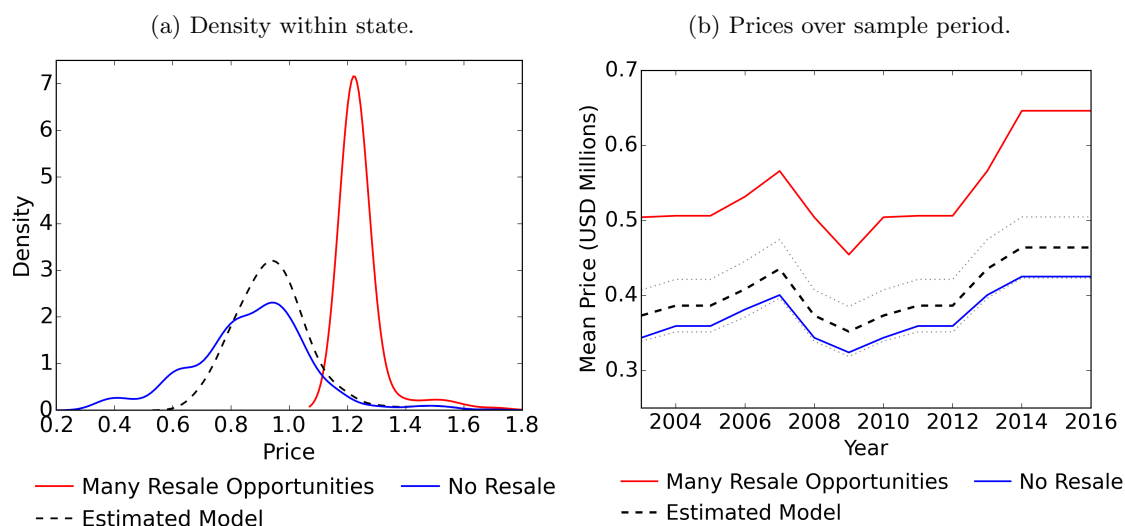 (a) Density within state.
7
6
5
4
3
2
1
0
0.2 0.4 0.6 0.8 1.0 1.2 1.4 1.6 1.8
Density
Price
Many Resale Opportunities
No Resale
Estimated Model
(b) Prices over sample period.
0.7
0.6
0.5
0.4
0.3
2004 2006 2008 2010 2012 2014 2016
Mean Price (USD Millions)
Year
Many Resale Opportunities
No Resale
Estimated Model